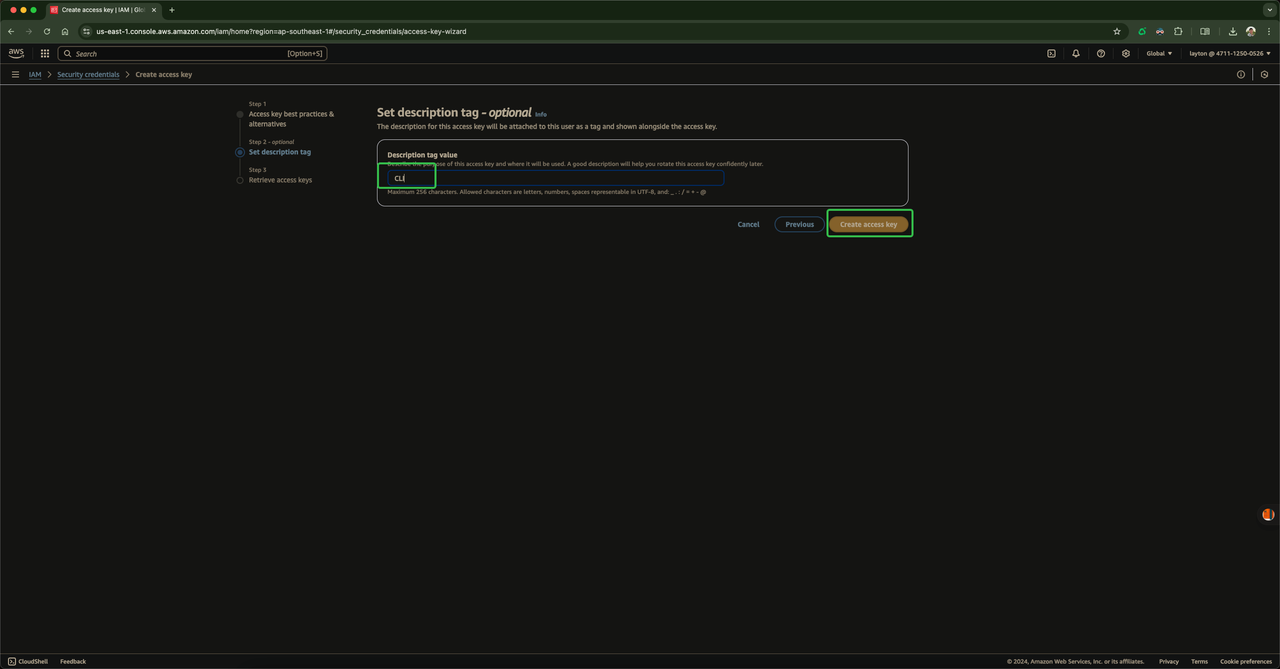 Create access key | IAM | Glo
us-east-1.console.aws.amazon.com/iam/home?region=ap-southeast-1#/security_credentials/access-key-wizard
aws
Search
[Option+S]
Global
layton @ 4711-1250-0526
IAM
Security credentials
Create access key
Step 1
Access key best practices &
alternatives
Step 2 - optional
Set description tag
Step 3
Retrieve access keys
Set description tag - optional Info
The description for this access key will be attached to this user as a tag and shown alongside the access key.
Description tag value
Describe the purpose of this access key and where it will be used. A good description will help you rotate this access key confidently later.
CLI
Maximum 256 characters. Allowed characters are letters, numbers, spaces representable in UTF-8, and: _ . : / = + - @
Cancel
Previous
Create access key
CloudShell
Feedback
© 2024, Amazon Web Services, Inc. or its affiliates.
Privacy
Terms
Cookie preferences